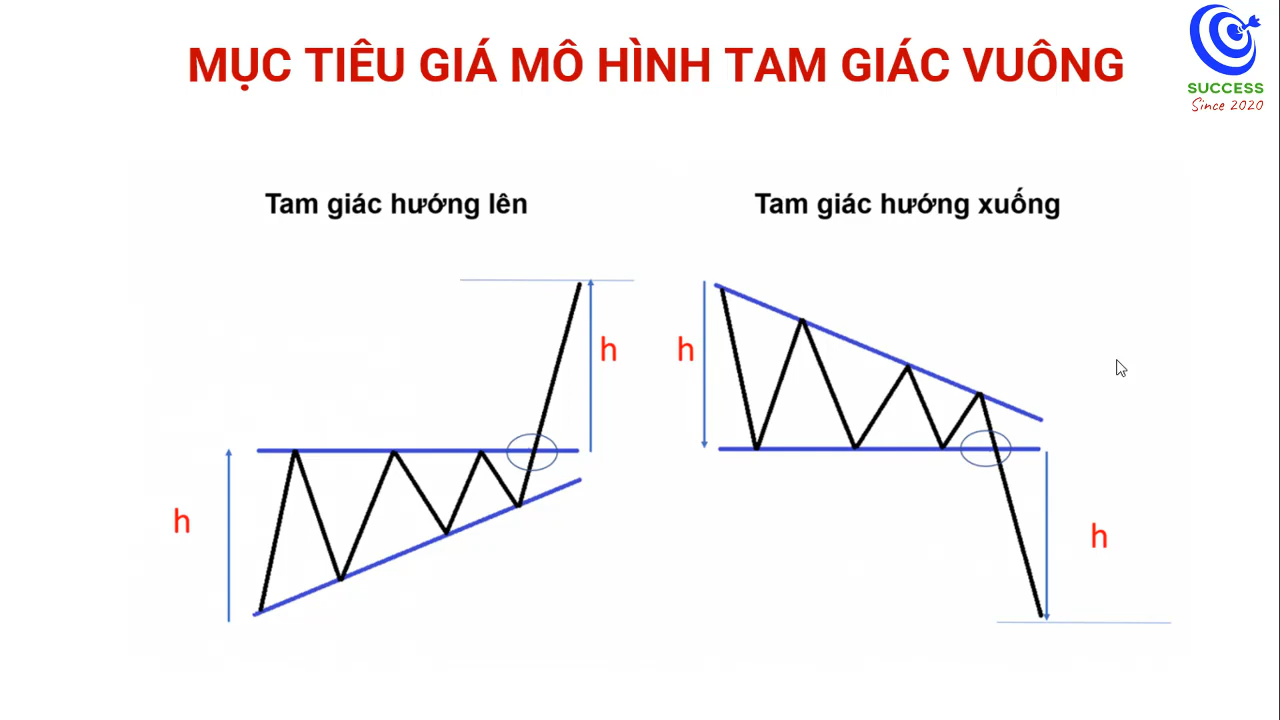 MỤC TIÊU GIÁ MÔ HÌNH TAM GIÁC VUÔNG
SUCCESS
Since 2020
Tam giác hướng lên
Tam giác hướng xuống
h
h
h
h